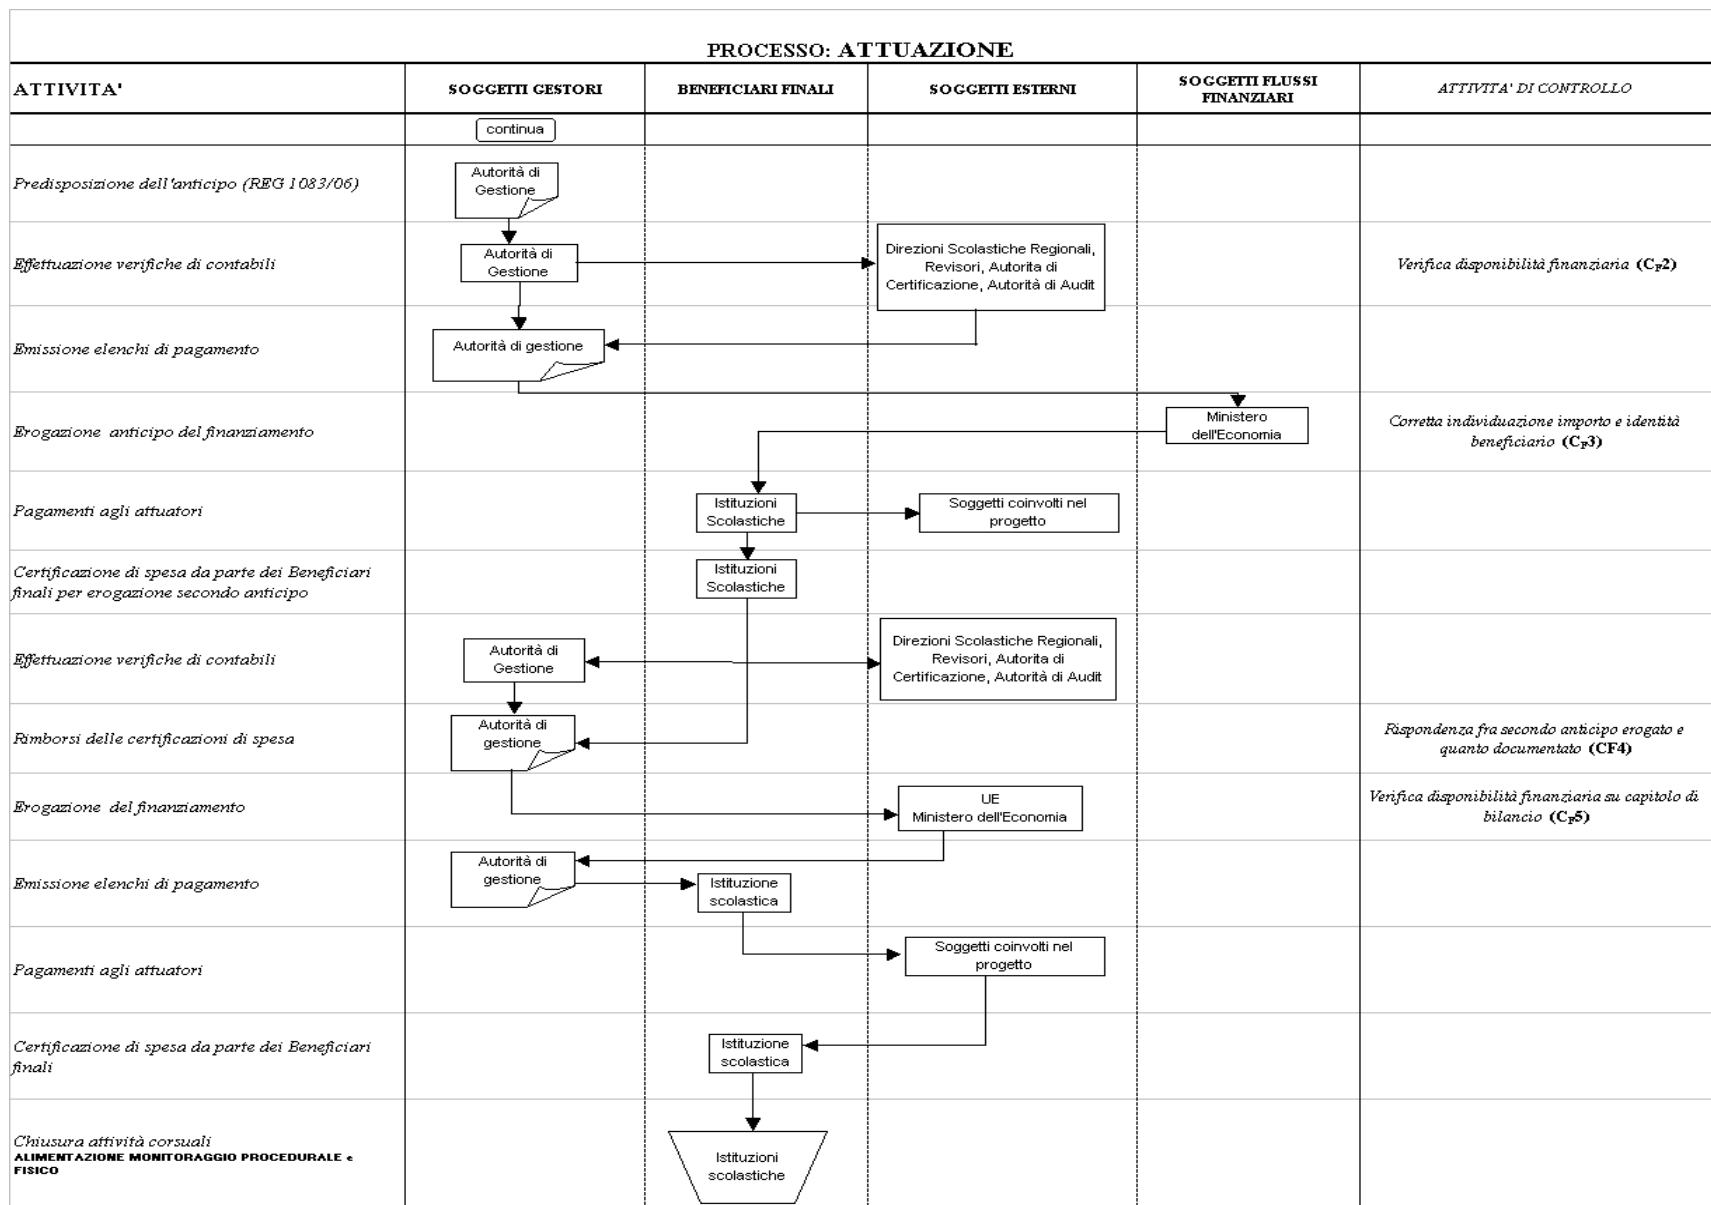 PROCESSO: ATTUAZIONE
ATTIVITA'
SOGGETTI GESTORI
BENEFICIARI FINALI
SOGGETTI ESTERNI
SOGGETTI FLUSSI
FINANZIARI
ATTIVITA' DI CONTROLLO
continua
Predisposizione dell'anticipo (REG 1083/06)
Autorità di
Gestione
Effettuazione verifiche di contabili
Autorità di
Gestione
Direzioni Scolastiche Regionali,
Revisori, Autorita di
Certificazione, Autorità di Audit
Verifica disponibilità finanziaria (CF2)
Emissione elenchi di pagamento
Autorità di gestione
Erogazione anticipo del finanziamento
Ministero
dell'Economia
Corretta individuazione importo e identità
beneficiario (CF3)
Pagamenti agli attuatori
Istituzioni
Scolastiche
Soggetti coinvolti nel
progetto
Certificazione di spesa da parte dei Beneficiari
finali per erogazione secondo anticipo
Istituzioni
Scolastiche
Effettuazione verifiche di contabili
Autorità di
Gestione
Direzioni Scolastiche Regionali,
Revisori, Autorita di
Certificazione, Autorità di Audit
Rimborsi delle certificazioni di spesa
Autorità di
gestione
Rispondenza fra secondo anticipo erogato e
quanto documentato (CF4)
Erogazione del finanziamento
UE
Ministero dell'Economia
Verifica disponibilità finanziaria su capitolo di
bilancio (CF5)
Emissione elenchi di pagamento
Autorità di
gestione
Istituzione
scolastica
Pagamenti agli attuatori
Soggetti coinvolti nel
progetto
Certificazione di spesa da parte dei Beneficiari
finali
Istituzione
scolastica
Chiusura attività corsuali
ALIMENTAZIONE MONITORAGGIO PROCEDURALE e
FISICO
Istituzioni
scolastiche